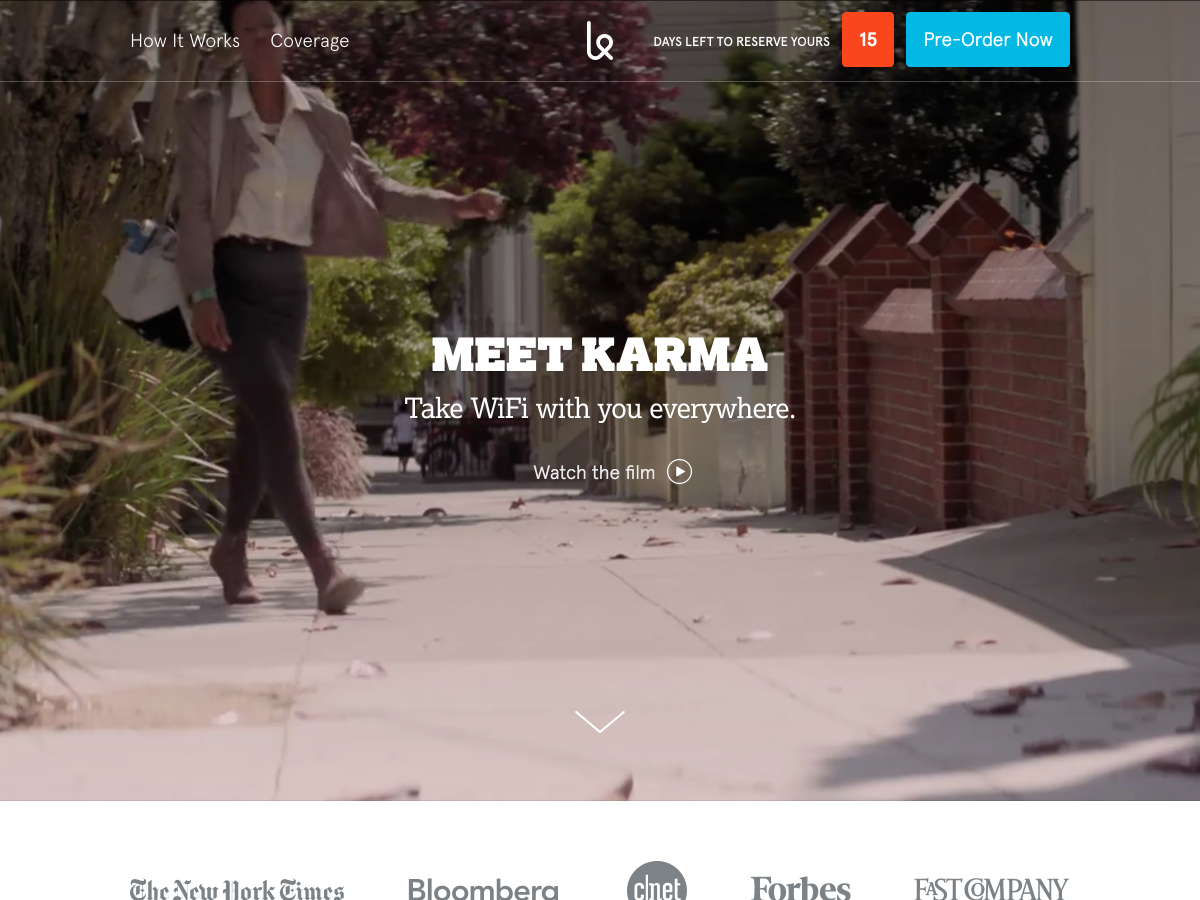 How It Works
Coverage
DAYS LEFT TO RESERVE YOURS
15
Pre-Order Now
MEET KARMA
Take WiFi with you everywhere.
Watch the film
The New York Times
Bloomberg
c|net
Forbes
FAST COMPANY